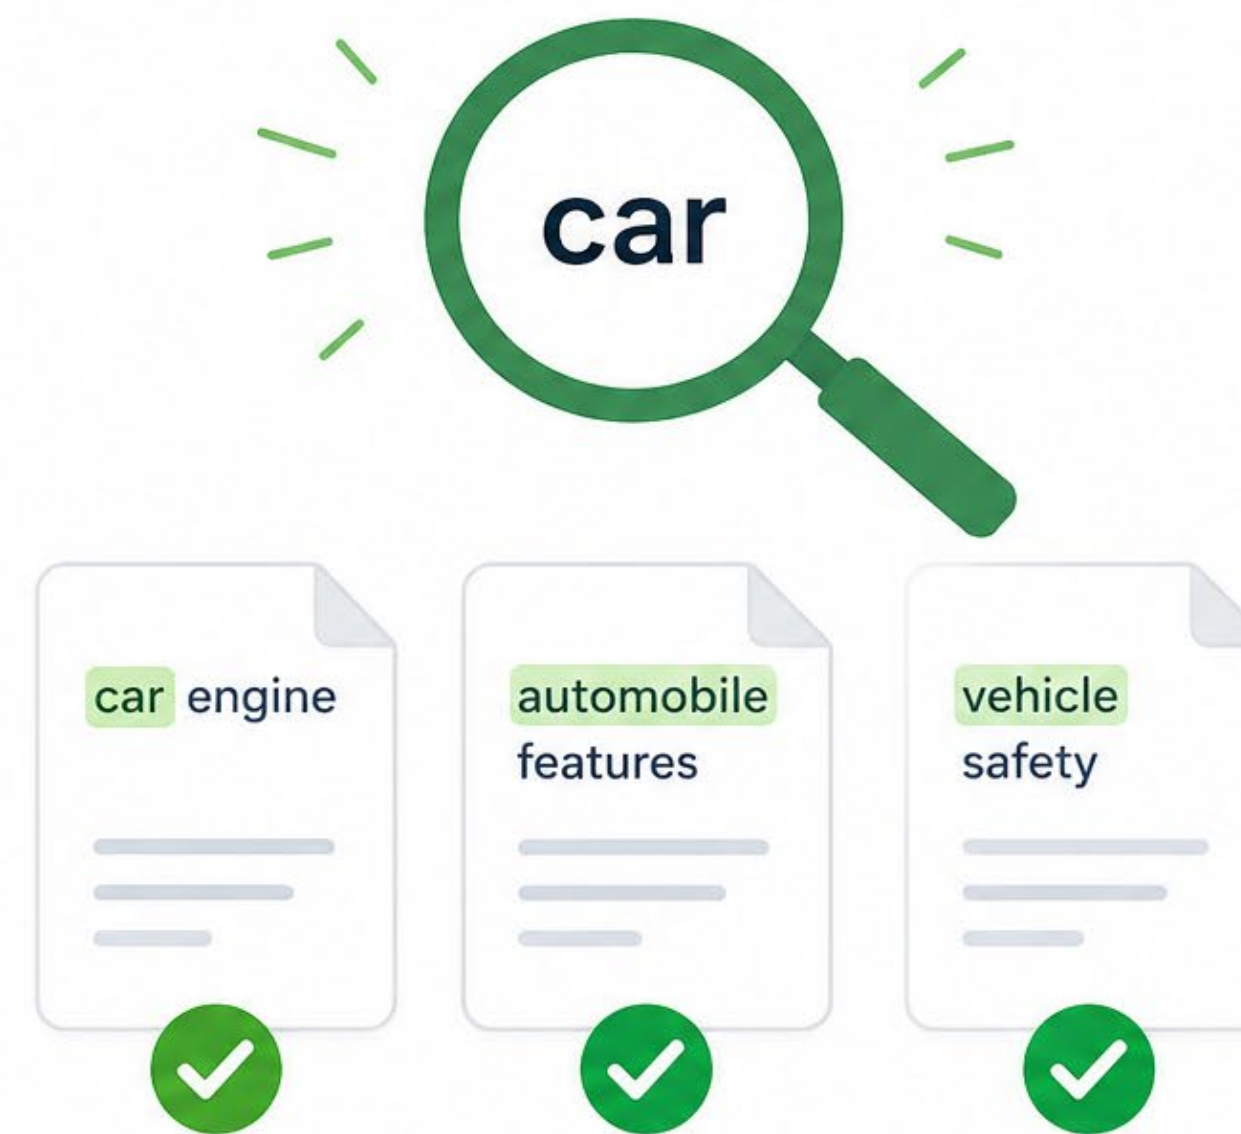 car
car engine
automobile
features
vehicle
safety